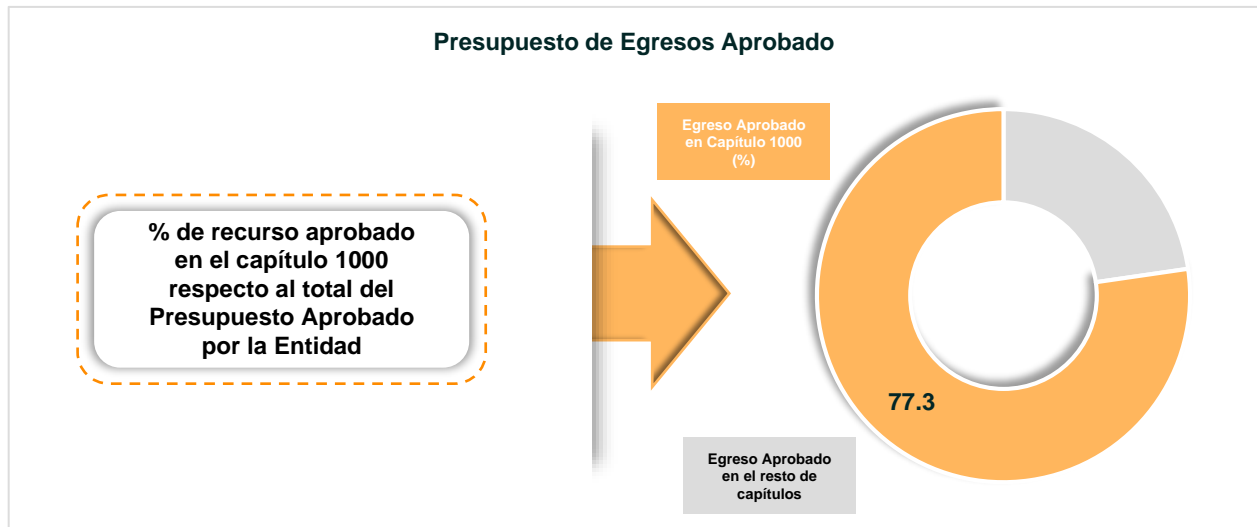 Presupuesto de Egresos Aprobado
% de recurso aprobado
en el capítulo 1000
respecto al total del
Presupuesto Aprobado
por la Entidad
Egreso Aprobado
en Capítulo 1000
(%)
77.3
Egreso Aprobado
en el resto de
capítulos